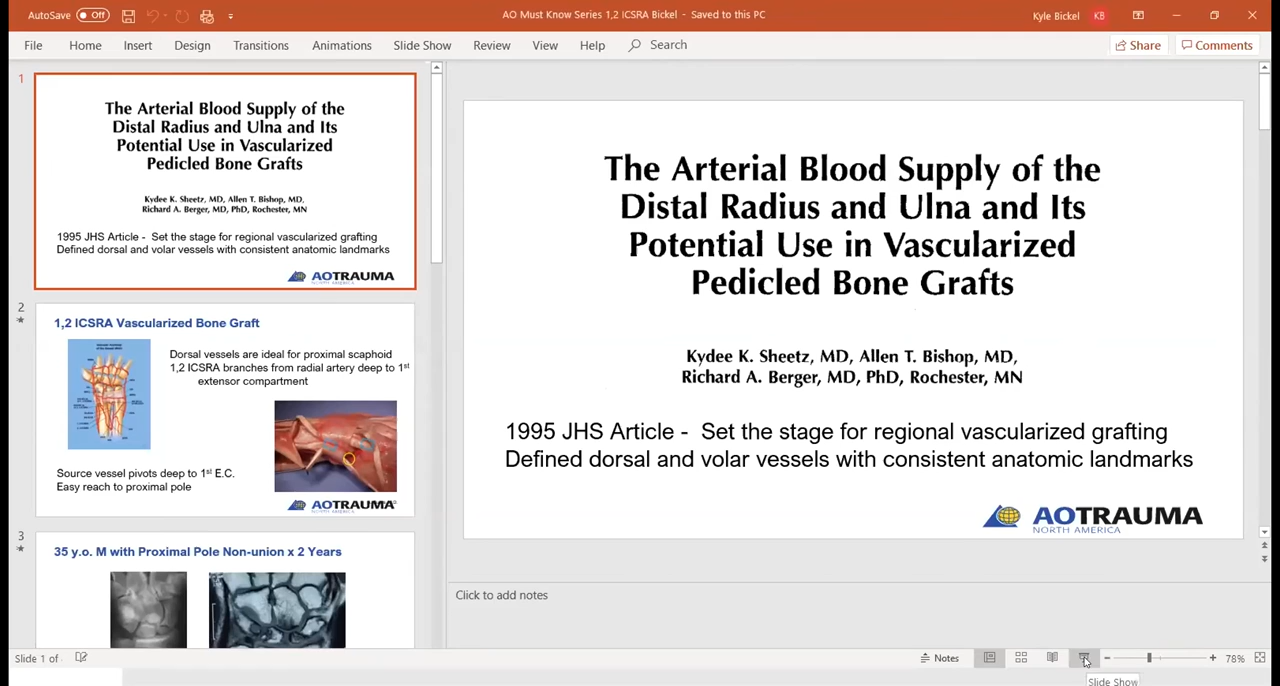 AutoSave Off
AO Must Know Series 1,2 ICSRA Bickel - Saved to this PC
Kyle Bickel KB
File Home Insert Design Transitions Animations Slide Show Review View Help Search Share Comments
1
The Arterial Blood Supply of the
Distal Radius and Ulna and Its
Potential Use in Vascularized
Pedicled Bone Grafts
Kydee K. Sheetz, MD, Allen T. Bishop, MD,
Richard A. Berger, MD, PhD, Rochester, MN
1995 JHS Article - Set the stage for regional vascularized grafting
Defined dorsal and volar vessels with consistent anatomic landmarks
AOTRAUMA
NORTH AMERICA
2
1,2 ICSRA Vascularized Bone Graft
Dorsal vessels are ideal for proximal scaphoid
1,2 ICSRA branches from radial artery deep to 1st
extensor compartment
Source vessel pivots deep to 1st E.C.
Easy reach to proximal pole
AOTRAUMA
NORTH AMERICA
3
35 y.o. M with Proximal Pole Non-union x 2 Years
The Arterial Blood Supply of the
Distal Radius and Ulna and Its
Potential Use in Vascularized
Pedicled Bone Grafts
Kydee K. Sheetz, MD, Allen T. Bishop, MD,
Richard A. Berger, MD, PhD, Rochester, MN
1995 JHS Article - Set the stage for regional vascularized grafting
Defined dorsal and volar vessels with consistent anatomic landmarks
AOTRAUMA
NORTH AMERICA
Click to add notes
Slide 1 of
Notes
78%
Slide Show